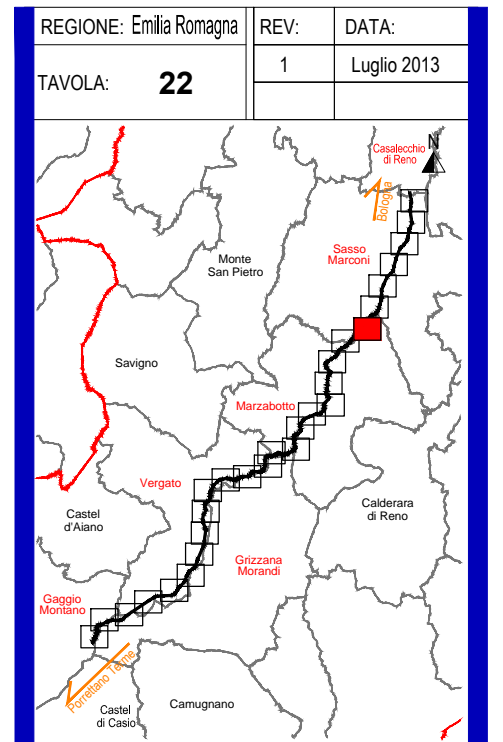 REGIONE: Emilia Romagna
REV:
DATA:
TAVOLA: 22
1
Luglio 2013
Casalecchio
di Reno
N
Bologna
Sasso
Marconi
Monte
San Pietro
Savigno
Marzabotto
Vergato
Calderara
di Reno
Castel
d'Aiano
Grizzana
Morandi
Gaggio
Montano
Porrettano Terme
Castel
di Casio
Camugnano